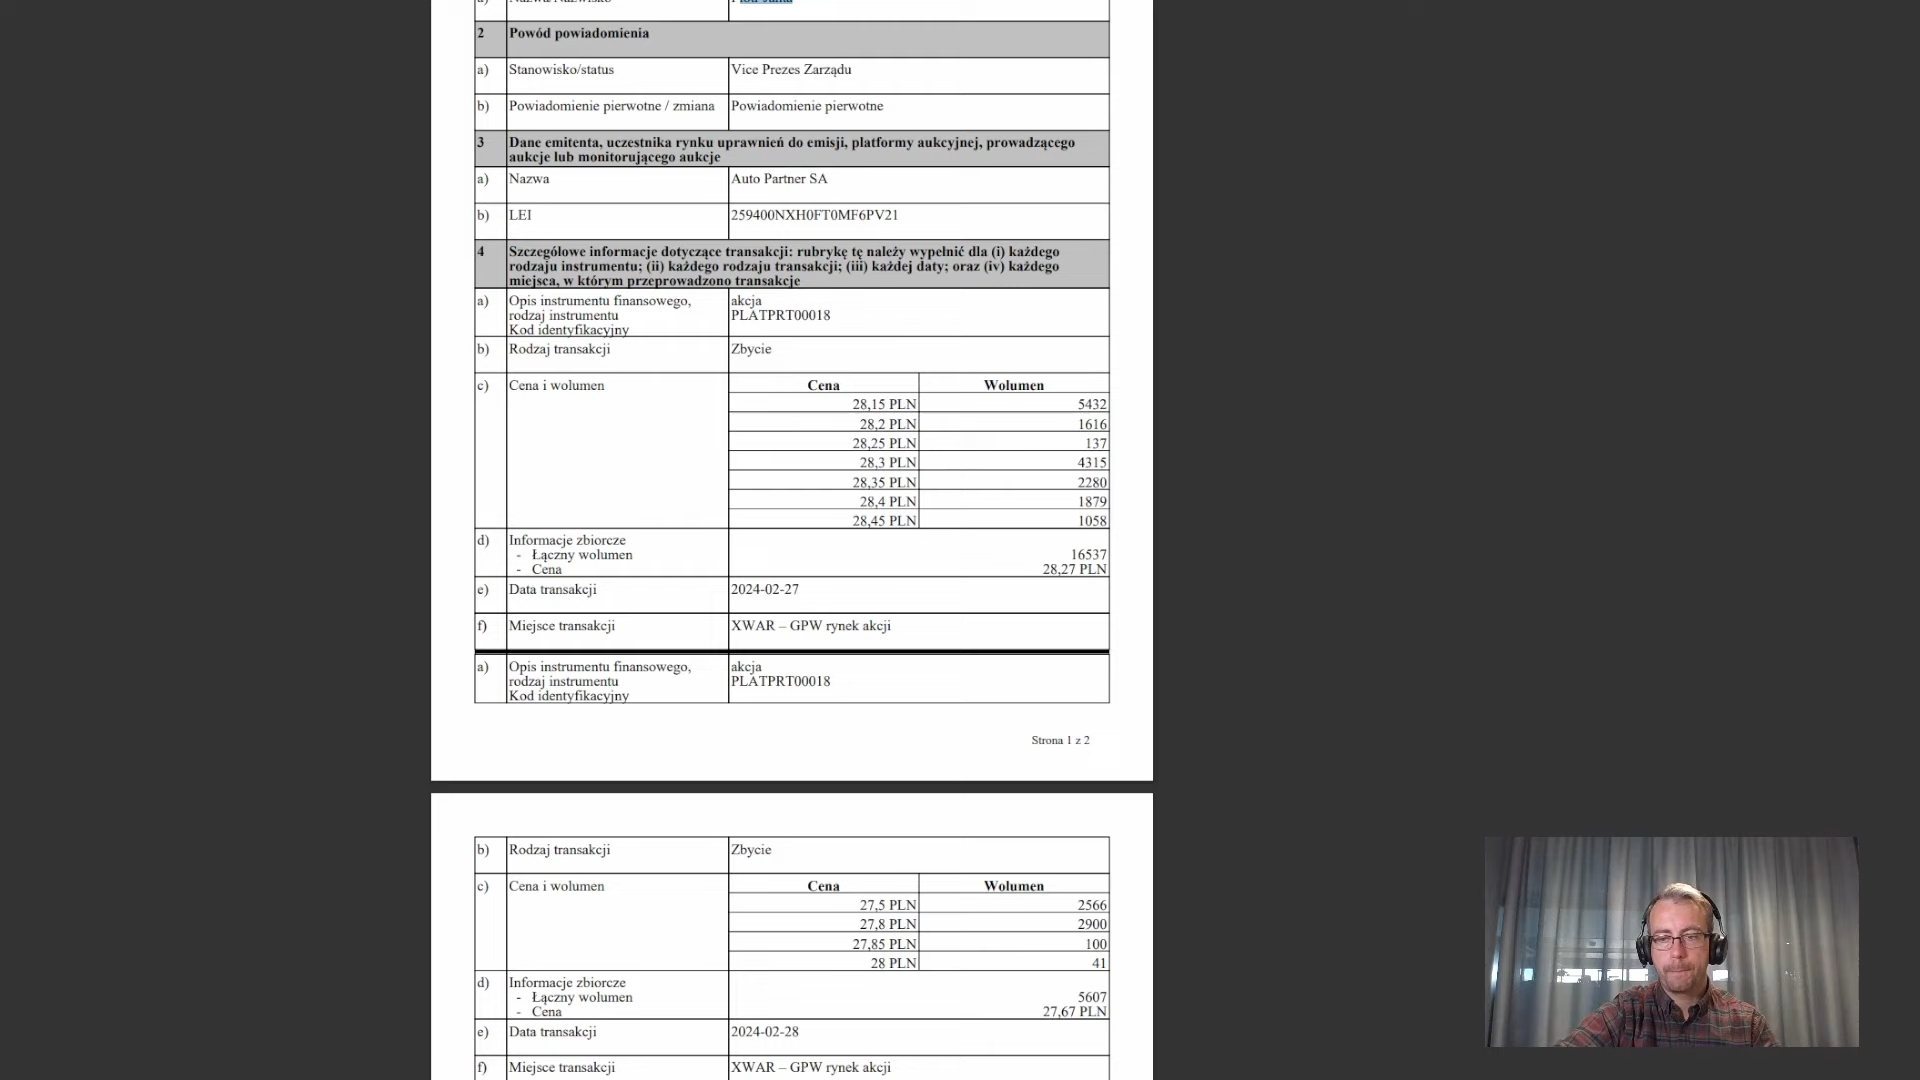 2 Powód powiadomienia
a) Stanowisko/status Vice Prezes Zarządu
b) Powiadomienie pierwotne / zmiana Powiadomienie pierwotne
3 Dane emitenta, uczestnika rynku uprawnień do emisji, platformy aukcyjnej, prowadzącego
aukcje lub monitorującego aukcje
a) Nazwa Auto Partner SA
b) LEI 259400NXH0FT0MF6PV21
4 Szczegółowe informacje dotyczące transakcji: rubrykę tę należy wypełnić dla (i) każdego
rodzaju instrumentu; (ii) każdego rodzaju transakcji; (iii) każdej daty; oraz (iv) każdego
miejsca, w którym przeprowadzono transakcje
a) Opis instrumentu finansowego, akcja
rodzaj instrumentu PLATPRT00018
Kod identyfikacyjny
b) Rodzaj transakcji Zbycie
c) Cena i wolumen Cena Wolumen
28,15 PLN 5432
28,2 PLN 1616
28,25 PLN 137
28,3 PLN 4315
28,35 PLN 2280
28,4 PLN 1879
28,45 PLN 1058
d) Informacje zbiorcze
- Łączny wolumen 16537
- Cena 28,27 PLN
e) Data transakcji 2024-02-27
f) Miejsce transakcji XWAR – GPW rynek akcji
a) Opis instrumentu finansowego, akcja
rodzaj instrumentu PLATPRT00018
Kod identyfikacyjny
Strona 1 z 2
b) Rodzaj transakcji Zbycie
c) Cena i wolumen Cena Wolumen
27,5 PLN 2566
27,8 PLN 2900
27,85 PLN 100
28 PLN 41
d) Informacje zbiorcze
- Łączny wolumen 5607
- Cena 27,67 PLN
e) Data transakcji 2024-02-28
f) Miejsce transakcji XWAR – GPW rynek akcji